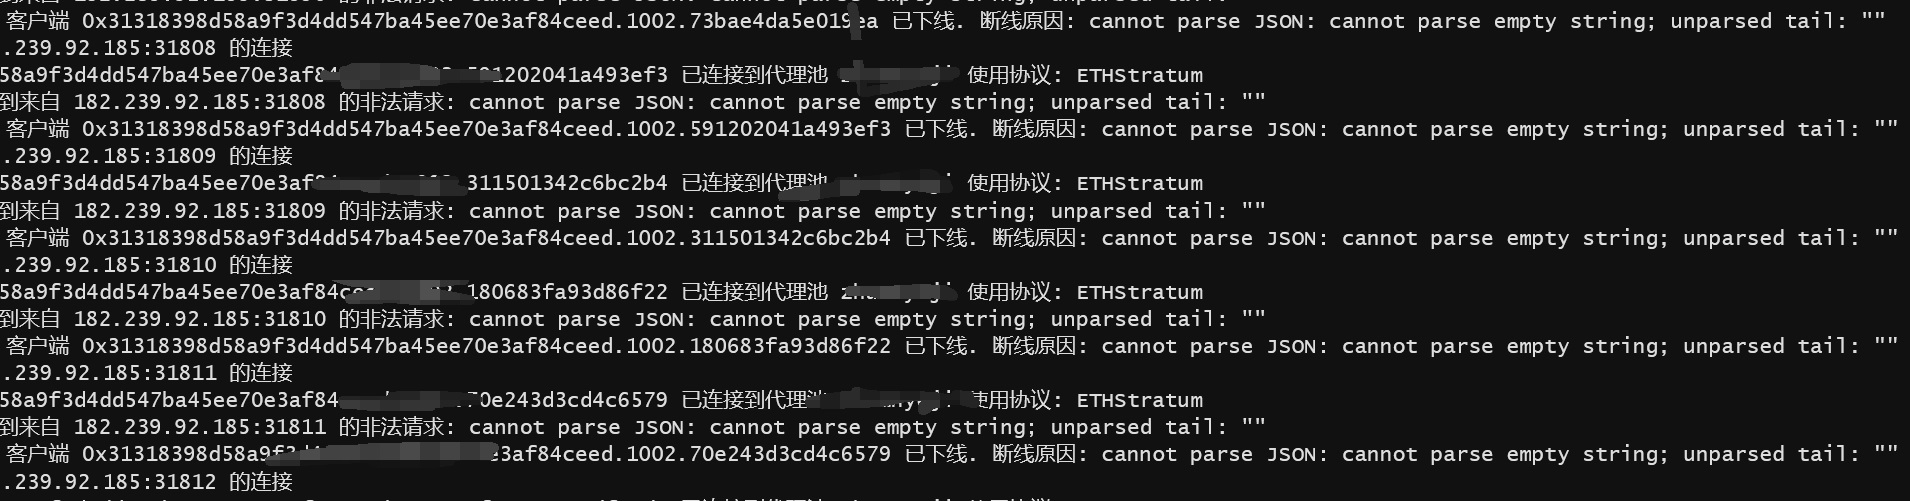 客户端 0x31318398d58a9f3d4dd547ba45ee70e3af84ceed.1002.73bae4da5e019 ea 已下线. 断线原因: cannot parse JSON: cannot parse empty string; unparsed tail: ""
.239.92.185:31808 的连接
58a9f3d4dd547ba45ee70e3af8 591202041a493ef3 已连接到代理池 使用协议: ETHStratum
到来自 182.239.92.185:31808 的非法请求: cannot parse JSON: cannot parse empty string; unparsed tail: ""
客户端 0x31318398d58a9f3d4dd547ba45ee70e3af84ceed.1002.591202041a493ef3 已下线. 断线原因: cannot parse JSON: cannot parse empty string; unparsed tail: ""
.239.92.185:31809 的连接
58a9f3d4dd547ba45ee70e3af 311501342c6bc2b4 已连接到代理池 使用协议: ETHStratum
到来自 182.239.92.185:31809 的非法请求: cannot parse JSON: cannot parse empty string; unparsed tail: ""
客户端 0x31318398d58a9f3d4dd547ba45ee70e3af84ceed.1002.311501342c6bc2b4 已下线. 断线原因: cannot parse JSON: cannot parse empty string; unparsed tail: ""
.239.92.185:31810 的连接
58a9f3d4dd547ba45ee70e3af84c 180683fa93d86f22 已连接到代理池 使用协议: ETHStratum
到来自 182.239.92.185:31810 的非法请求: cannot parse JSON: cannot parse empty string; unparsed tail: ""
客户端 0x31318398d58a9f3d4dd547ba45ee70e3af84ceed.1002.180683fa93d86f22 已下线. 断线原因: cannot parse JSON: cannot parse empty string; unparsed tail: ""
.239.92.185:31811 的连接
58a9f3d4dd547ba45ee70e3af84 70e243d3cd4c6579 已连接到代理池 使用协议: ETHStratum
到来自 182.239.92.185:31811 的非法请求: cannot parse JSON: cannot parse empty string; unparsed tail: ""
客户端 0x31318398d58a9f3d e3af84ceed.1002.70e243d3cd4c6579 已下线. 断线原因: cannot parse JSON: cannot parse empty string; unparsed tail: ""
.239.92.185:31812 的连接